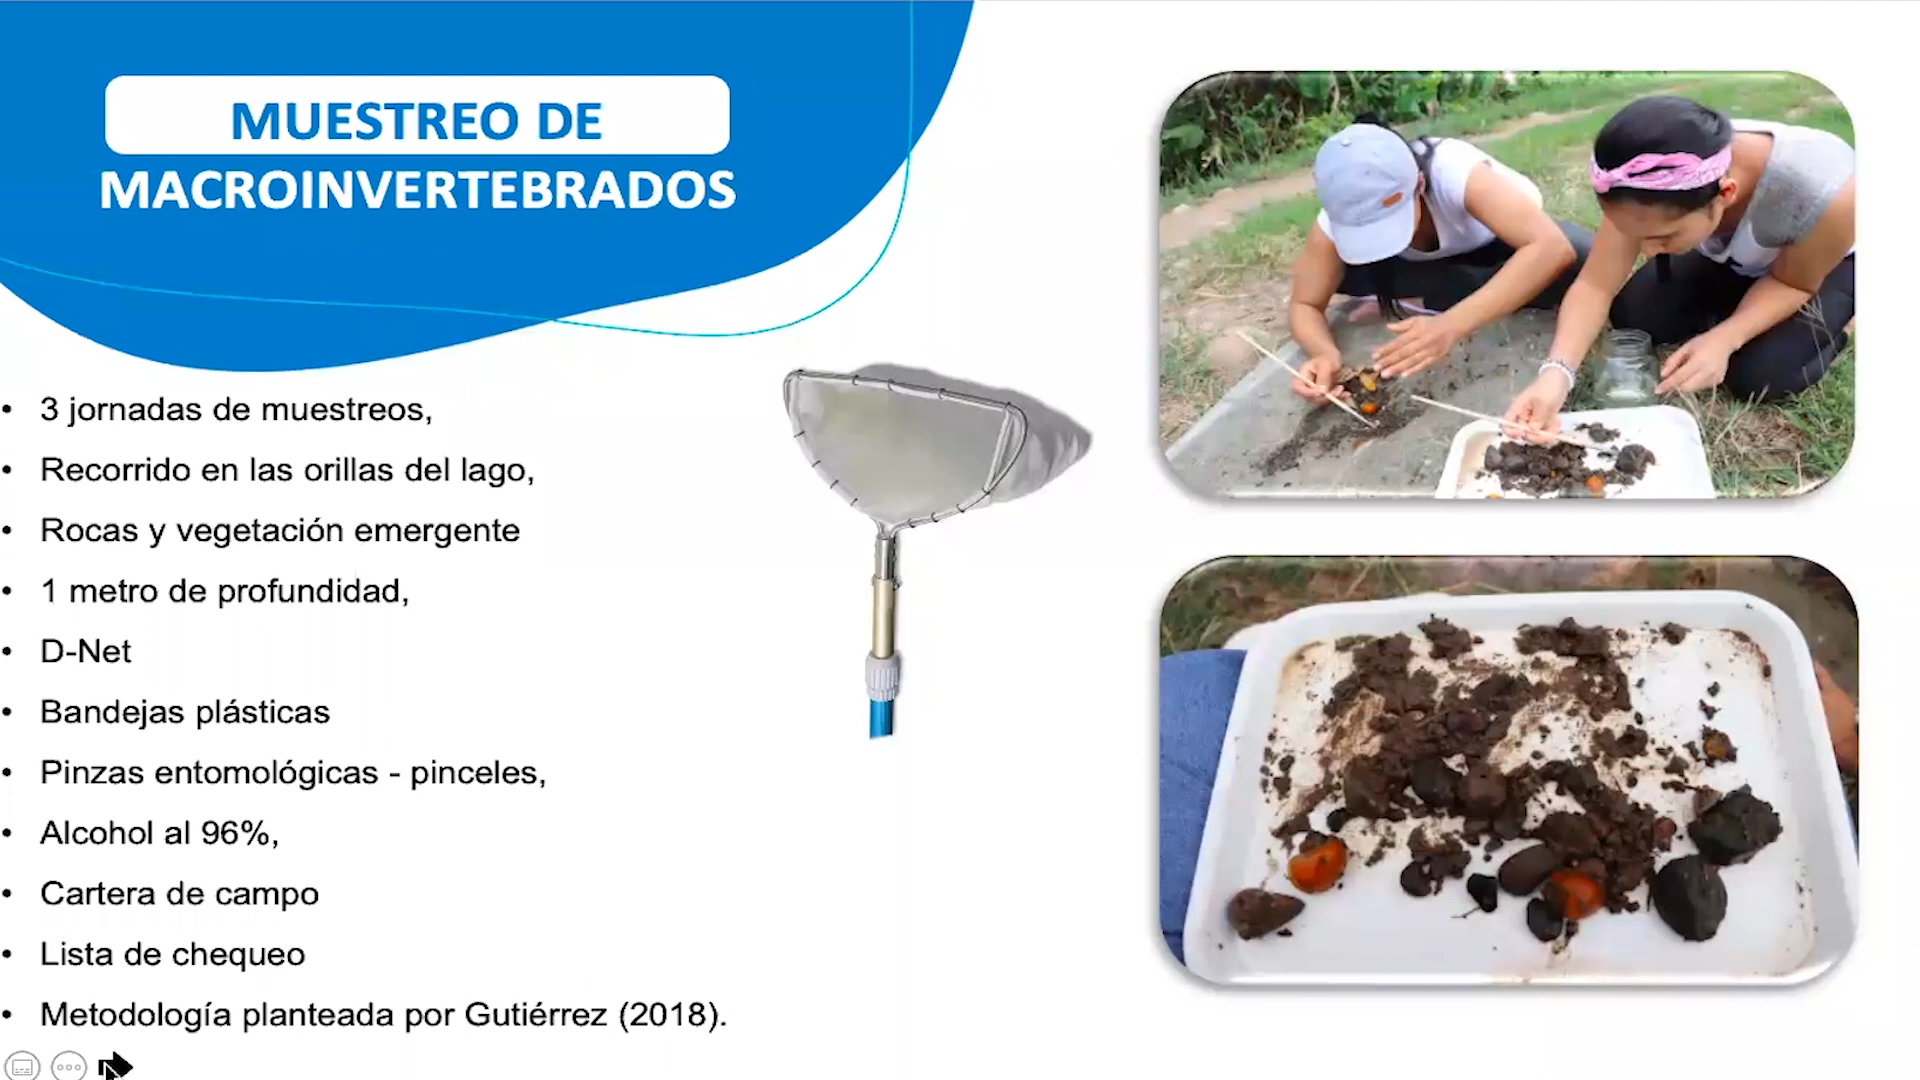 MUESTREO DE
MACROINVERTEBRADOS
• 3 jornadas de muestreos,
• Recorrido en las orillas del lago,
• Rocas y vegetación emergente
• 1 metro de profundidad,
• D-Net
• Bandejas plásticas
• Pinzas entomológicas - pinceles,
• Alcohol al 96%,
• Cartera de campo
• Lista de chequeo
• Metodología planteada por Gutiérrez (2018).